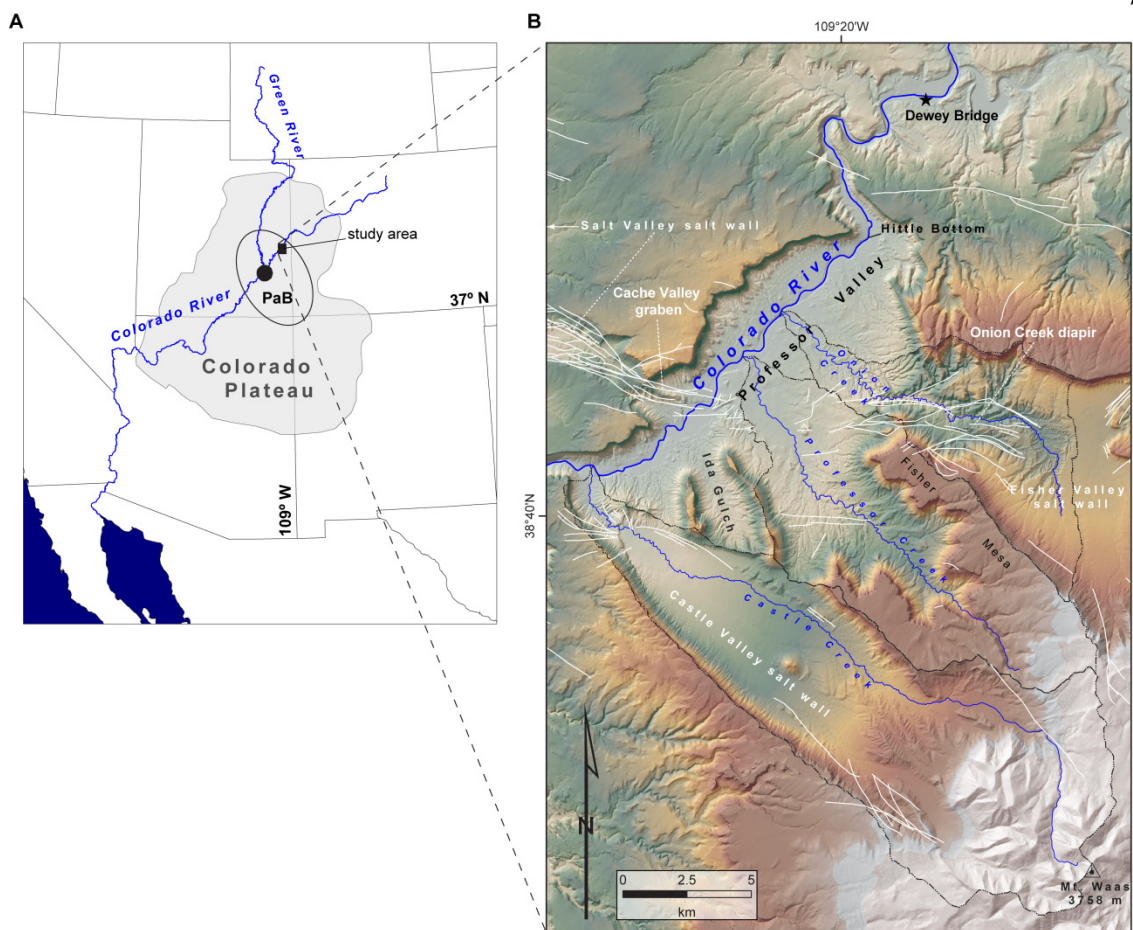 A
B
109°20'
Green River
study area
PaB
37° N
Colorado River
Colorado
Plateau
109° W
Dewey Bridge
Salt Valley salt wall
Hittle Bottom
Cache Valley
graben
Colorado River
Professor Valley
Onion Creek diapir
Onion
Creek
Professor Creek
Ida Gulch
Fisher
Mesa
Fisher Valley
salt wall
38°40'
Castle Creek
Castle Valley salt wall
N
0 2.5 5
km
Mt. Waas
3758 m